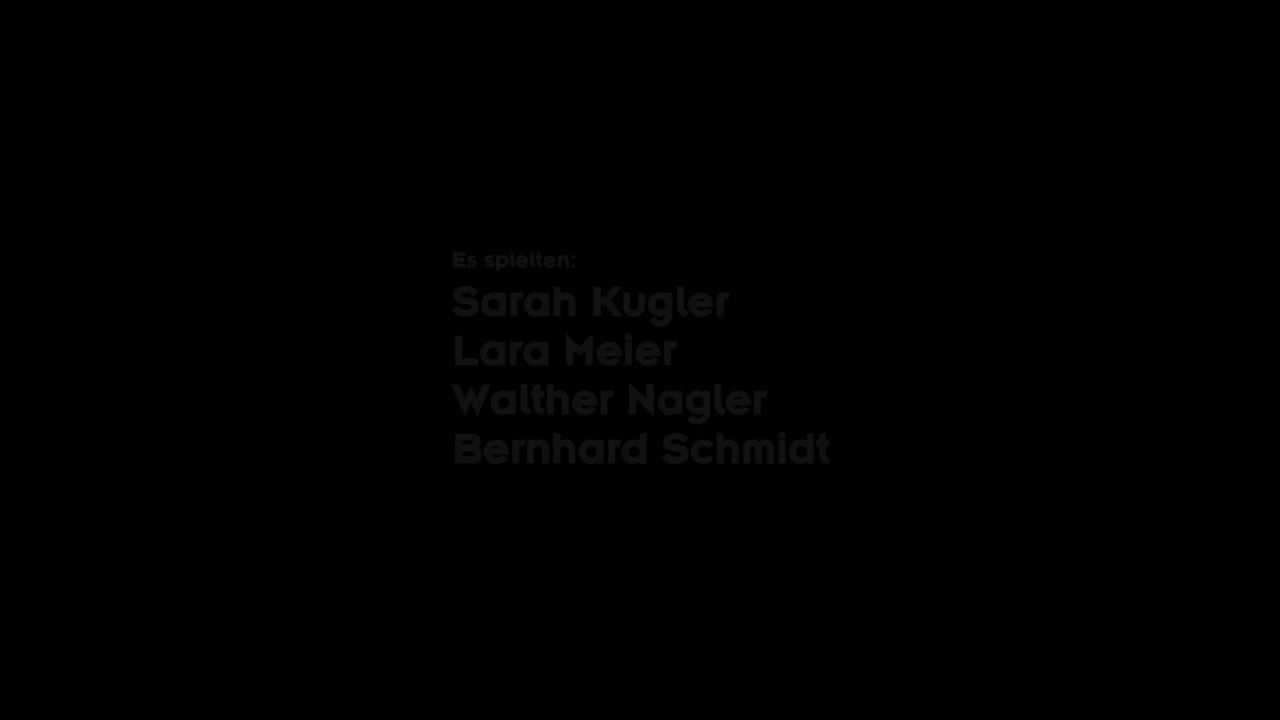 Es spielten:
Sarah Kugler
Lara Meier
Walther Nagler
Bernhard Schmidt